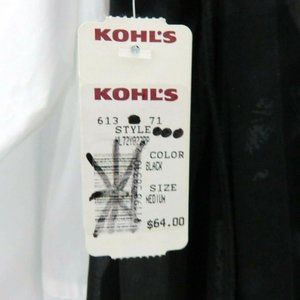 KOHL'S
KOHL'S
613 71
STYLE
COLOR
BLACK
SIZE
MEDIUM
$64.00